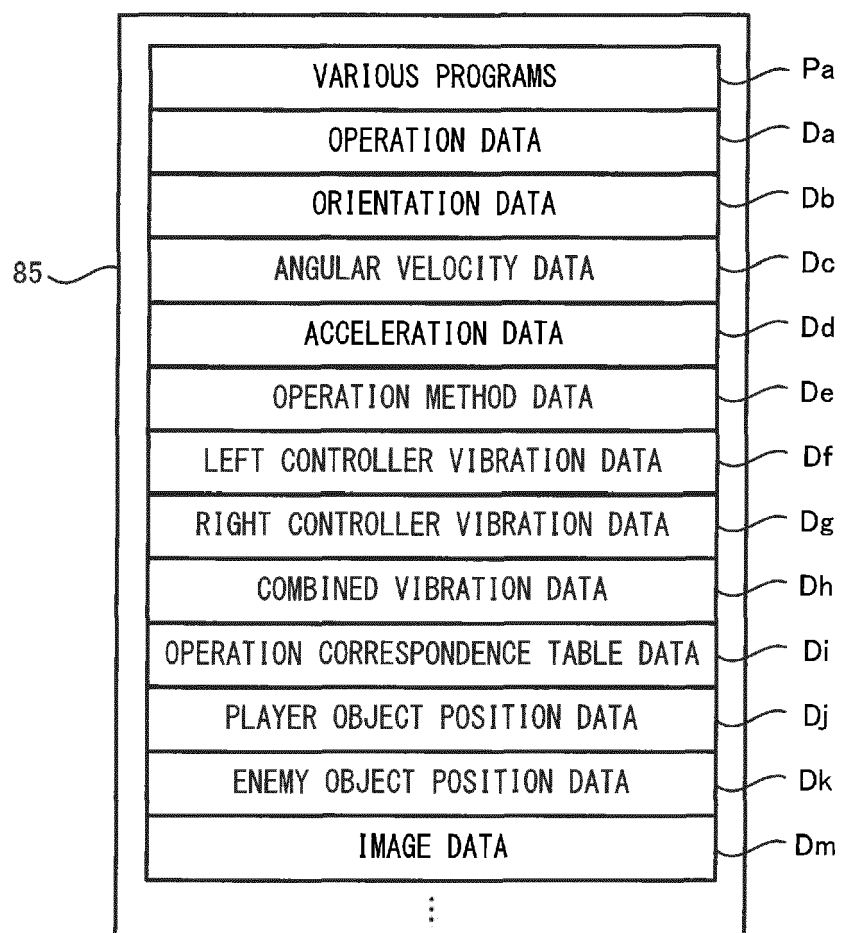 VARIOUS PROGRAMS Pa
OPERATION DATA Da
ORIENTATION DATA Db
85 ANGULAR VELOCITY DATA Dc
ACCELERATION DATA Dd
OPERATION METHOD DATA De
LEFT CONTROLLER VIBRATION DATA Df
RIGHT CONTROLLER VIBRATION DATA Dg
COMBINED VIBRATION DATA Dh
OPERATION CORRESPONDENCE TABLE DATA Di
PLAYER OBJECT POSITION DATA Dj
ENEMY OBJECT POSITION DATA Dk
IMAGE DATA Dm
⋮